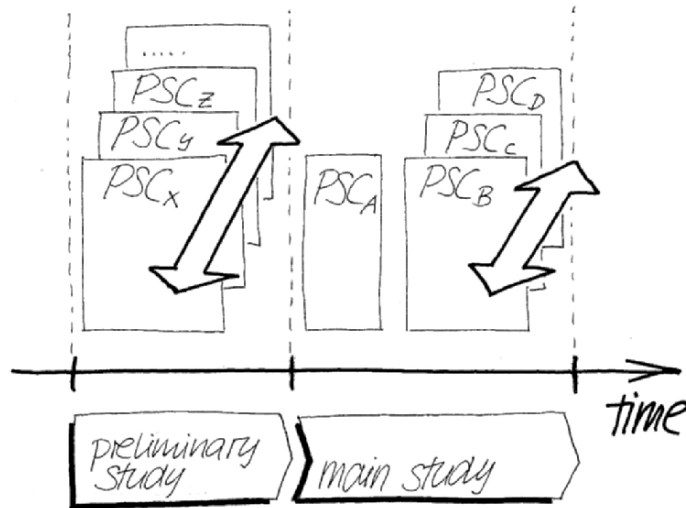 .....
PSCz
PSCy
PSCx
PSCA
PSCD
PSCc
PSCB
time
preliminary
study
main study